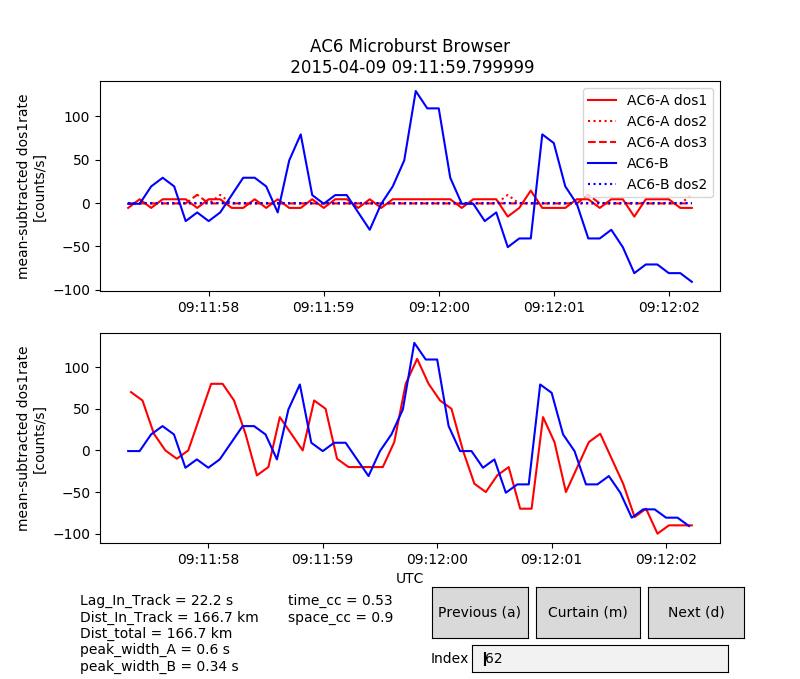 AC6 Microburst Browser
2015-04-09 09:11:59.799999
mean-subtracted dos1rate
[counts/s]
100
50
0
−50
−100
AC6-A dos1
AC6-A dos2
AC6-A dos3
AC6-B
AC6-B dos2
09:11:58 09:11:59 09:12:00 09:12:01 09:12:02
mean-subtracted dos1rate
[counts/s]
100
50
0
−50
−100
09:11:58 09:11:59 09:12:00 09:12:01 09:12:02
UTC
Lag_In_Track = 22.2 s
Dist_In_Track = 166.7 km
Dist_total = 166.7 km
peak_width_A = 0.6 s
peak_width_B = 0.34 s
time_cc = 0.53
space_cc = 0.9
Previous (a) Curtain (m) Next (d)
Index 62